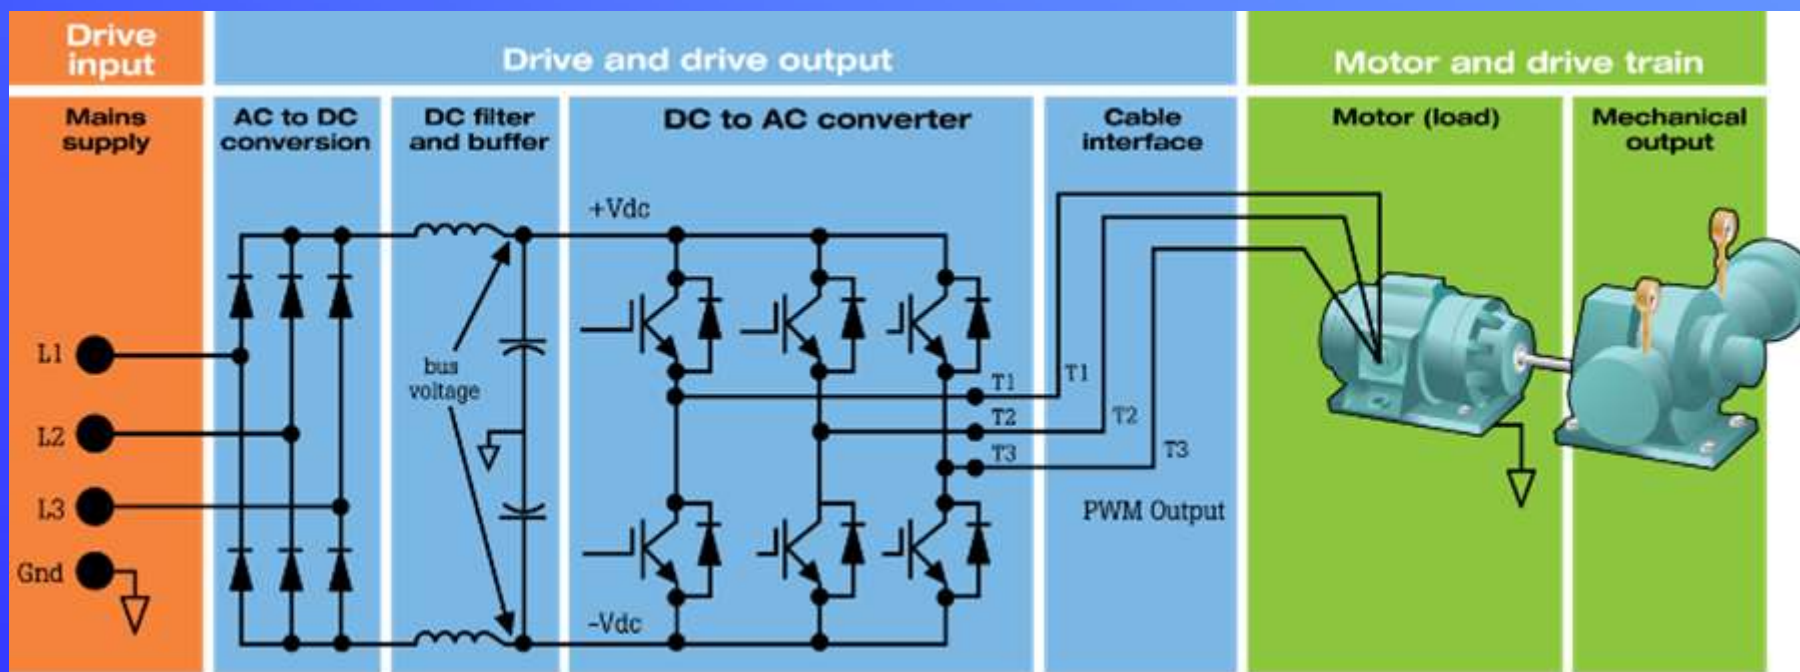 Drive
input
Drive and drive output
Motor and drive train
Mains
supply
AC to DC
conversion
DC filter
and buffer
DC to AC converter
Cable
interface
Motor (load)
Mechanical
output
+Vdc
L1
bus
voltage
T1
T1
T2
T2
L2
T3
T3
L3
PWM Output
Gnd
-Vdc